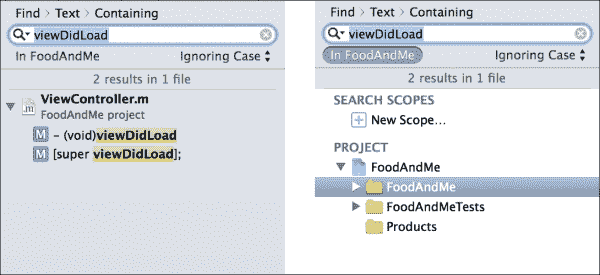 Find > Text > Containing
viewDidLoad
In FoodAndMe Ignoring Case
2 results in 1 file
ViewController.m
FoodAndMe project
M – (void)viewDidLoad
M [super viewDidLoad];
Find > Text > Containing
viewDidLoad
In FoodAndMe Ignoring Case
2 results in 1 file
SEARCH SCOPES
New Scope...
PROJECT
FoodAndMe
FoodAndMe
FoodAndMeTests
Products